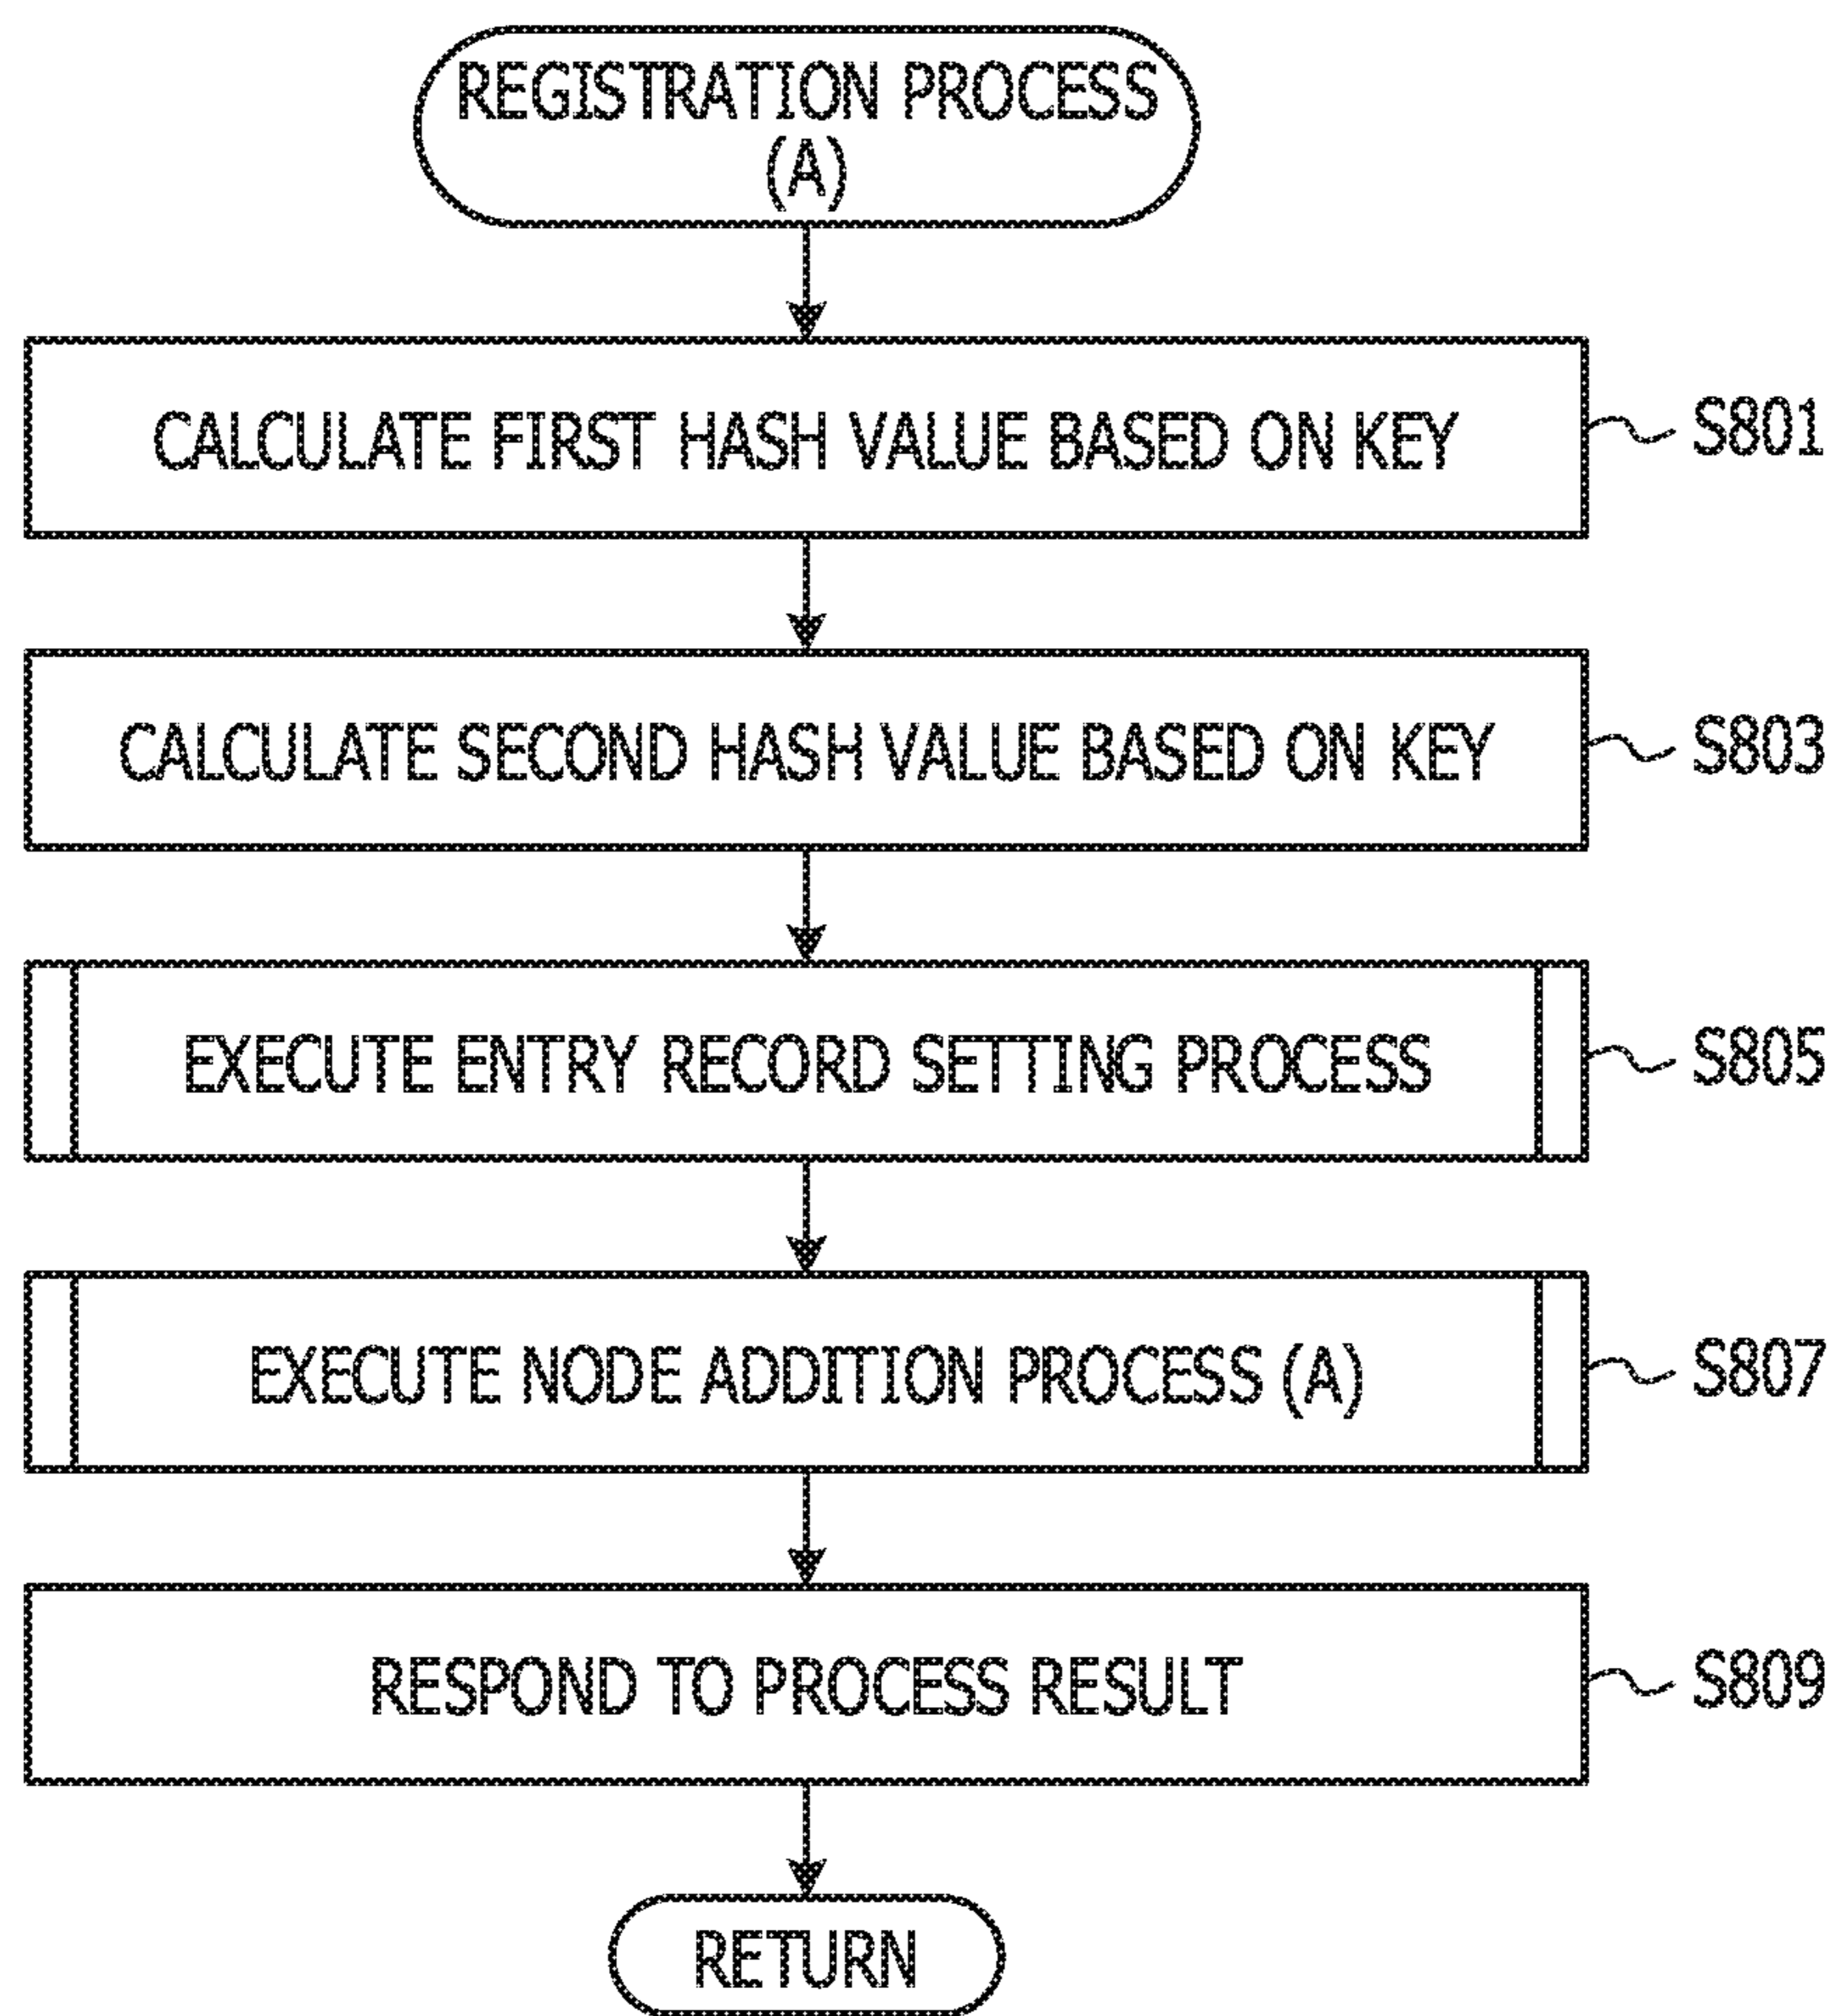 REGISTRATION PROCESS
(A)
CALCULATE FIRST HASH VALUE BASED ON KEY
S801
CALCULATE SECOND HASH VALUE BASED ON KEY
S803
EXECUTE ENTRY RECORD SETTING PROCESS
S805
EXECUTE NODE ADDITION PROCESS (A)
S807
RESPOND TO PROCESS RESULT
S809
RETURN